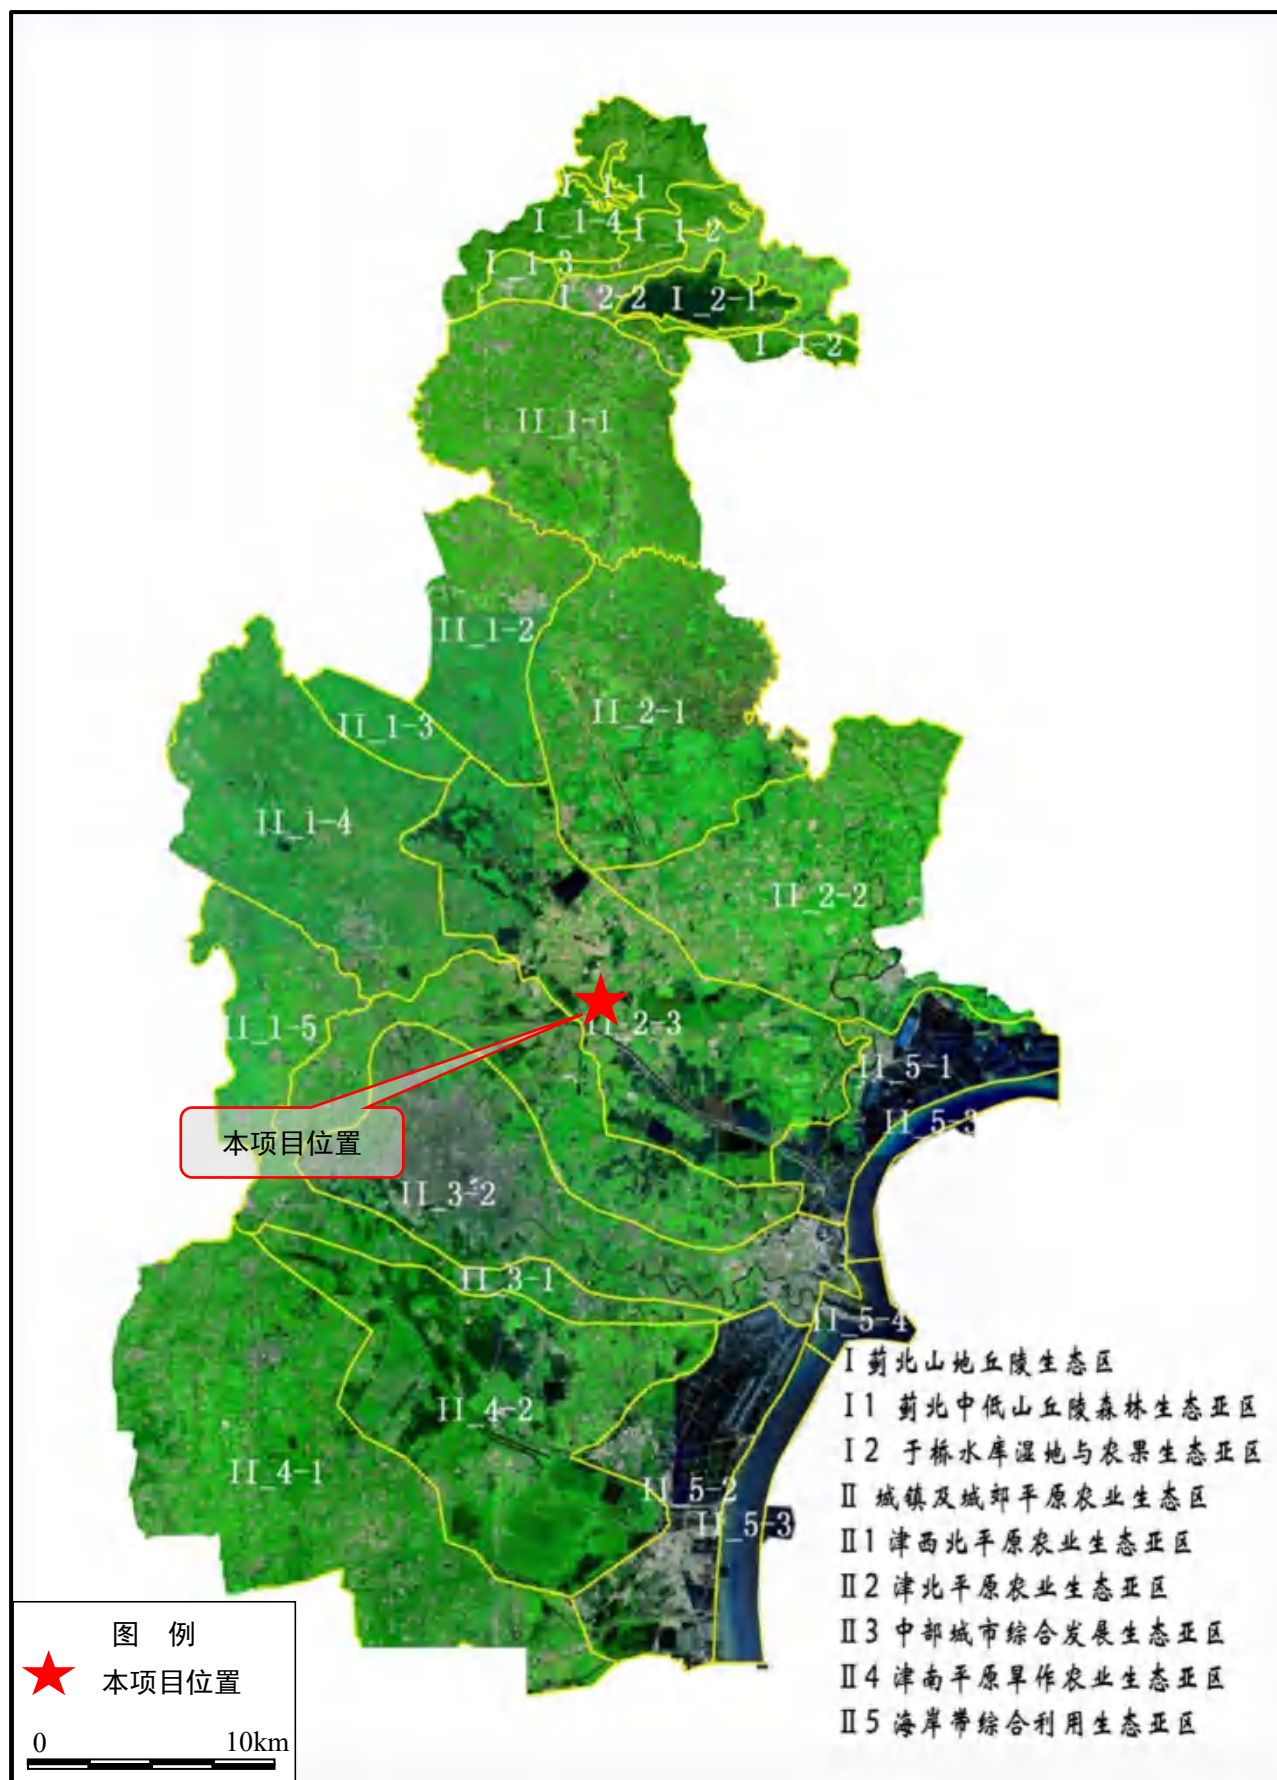 I_1-1
I_1-4
I_1-2
I_1-3
I_2-2
I_2-1
I_1-2
II_1-1
II_1-2
II_2-1
II_1-3
II_1-4
II_2-2
II_1-5
II_2-3
II_5-1
II_5-3
本项目位置
II_3-2
II_3-1
II_5-4
II_4-2
II_4-1
II_5-2
II_5-3
I 蓟北山地丘陵生态区
I1 蓟北中低山丘陵森林生态亚区
I2 于桥水库湿地与农果生态亚区
II 城镇及城郊平原农业生态区
II1 津西北平原农业生态亚区
II2 津北平原农业生态亚区
II3 中部城市综合发展生态亚区
II4 津南平原旱作农业生态亚区
II5 海岸带综合利用生态亚区
图 例
本项目位置
0 10km